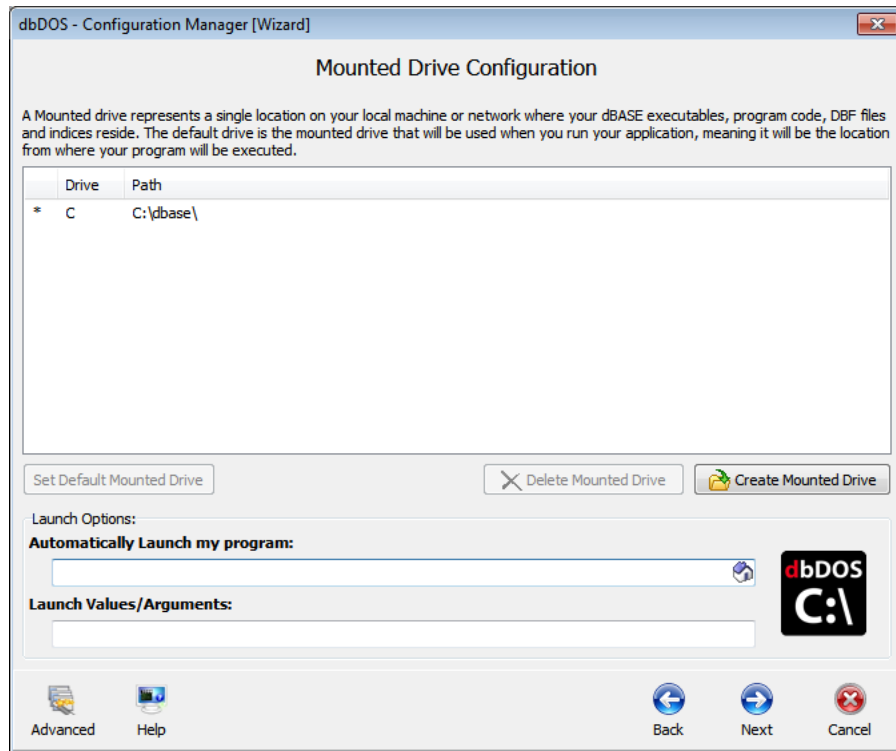 dbDOS - Configuration Manager [Wizard]
Mounted Drive Configuration
A Mounted drive represents a single location on your local machine or network where your dBASE executables, program code, DBF files
and indices reside. The default drive is the mounted drive that will be used when you run your application, meaning it will be the location
from where your program will be executed.
Drive Path
* C C:\dbase\
Set Default Mounted Drive Delete Mounted Drive Create Mounted Drive
Launch Options:
Automatically Launch my program:
Launch Values/Arguments:
dbDOS
C:\
Advanced Help Back Next Cancel